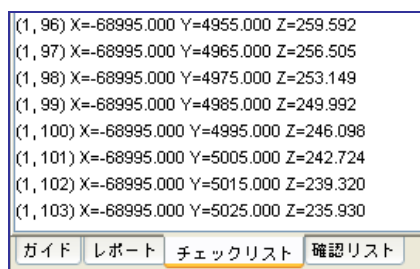 (1, 96) X=-68995.000 Y=4955.000 Z=259.592
(1, 97) X=-68995.000 Y=4965.000 Z=256.505
(1, 98) X=-68995.000 Y=4975.000 Z=253.149
(1, 99) X=-68995.000 Y=4985.000 Z=249.992
(1, 100) X=-68995.000 Y=4995.000 Z=246.098
(1, 101) X=-68995.000 Y=5005.000 Z=242.724
(1, 102) X=-68995.000 Y=5015.000 Z=239.320
(1, 103) X=-68995.000 Y=5025.000 Z=235.930
ガイド レポート チェックリスト 確認リスト